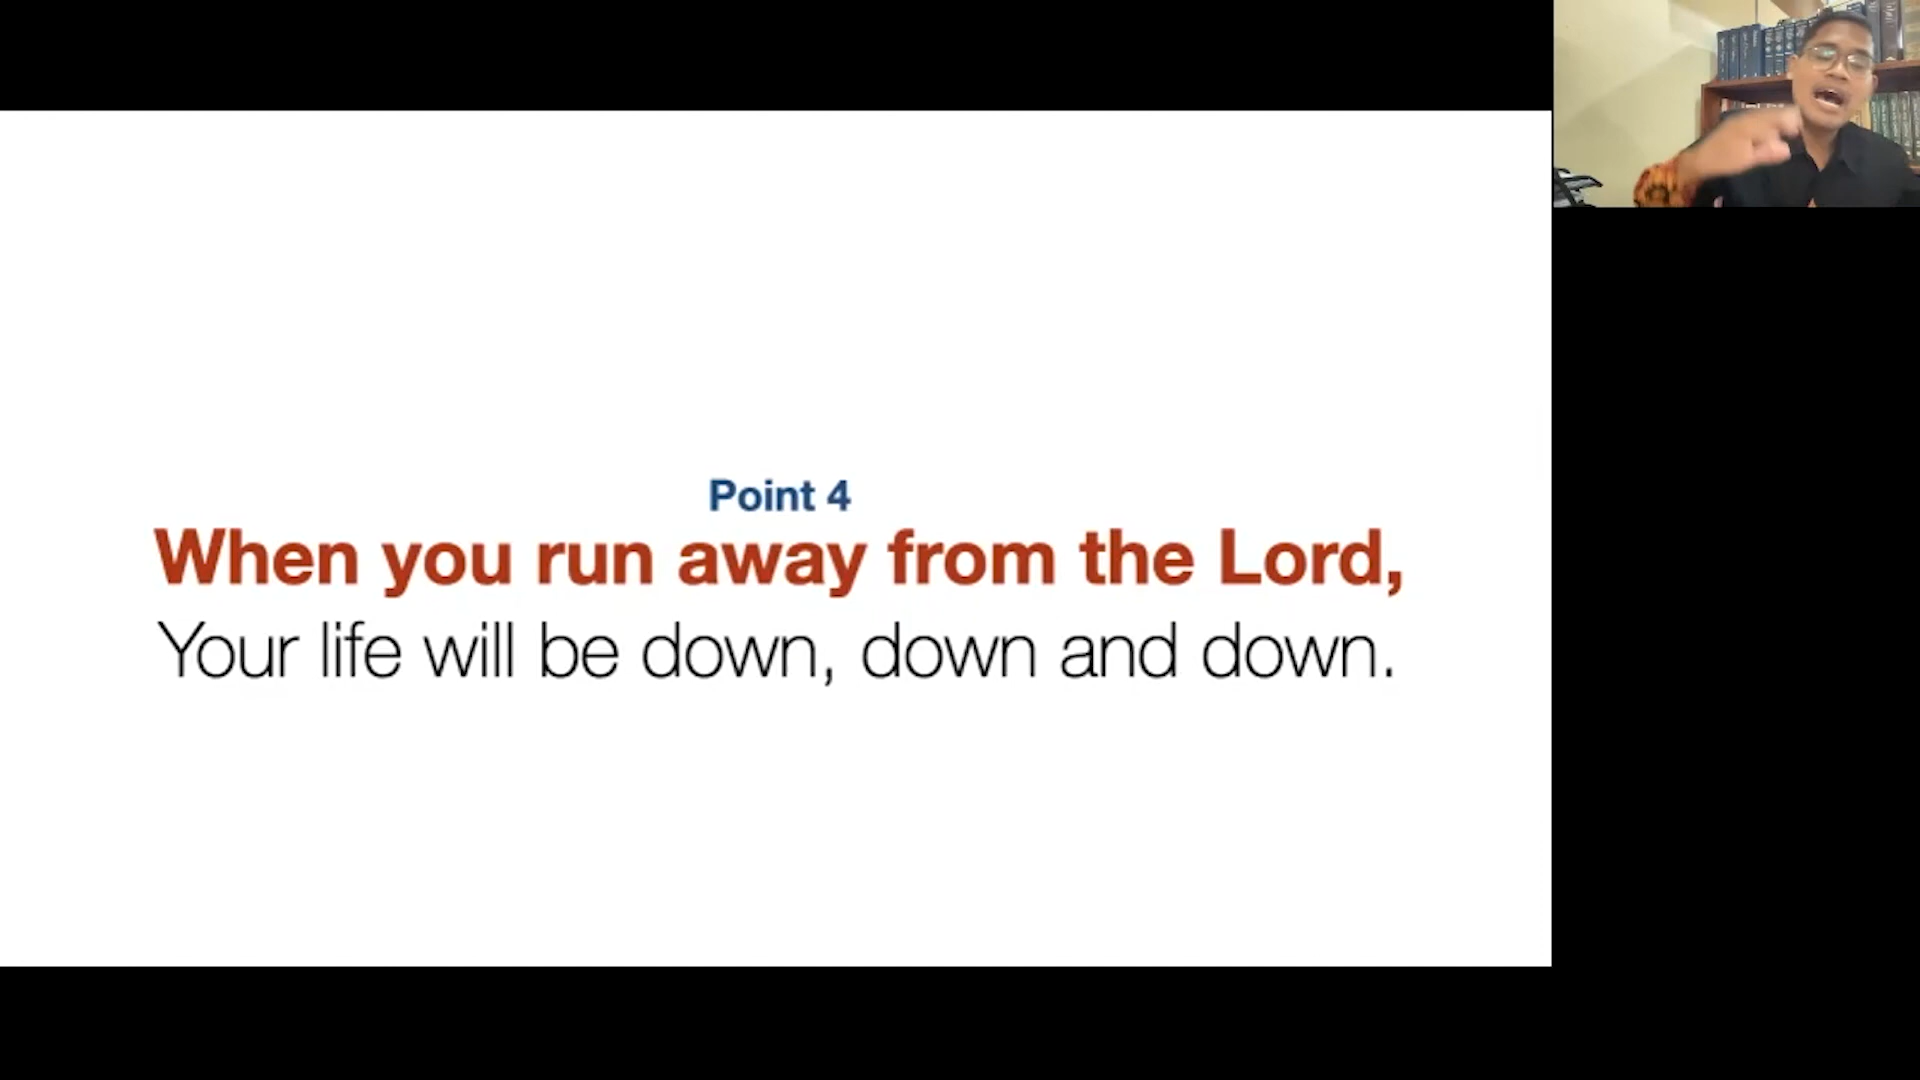 Point 4
When you run away from the Lord,
Your life will be down, down and down.